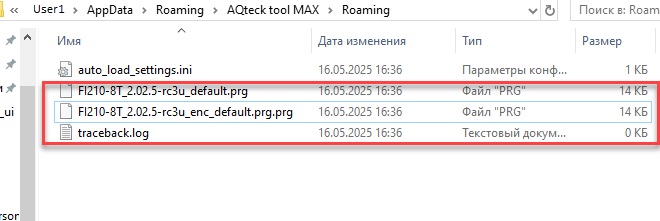 User1 > AppData > Roaming > AQteck tool MAX > Roaming
Поиск в: Roam
Имя Дата изменения Тип Размер
auto_load_settings.ini 16.05.2025 16:36 Параметры конф... 1 КБ
FI210-8T_2.02.5-rc3u_default.prg 16.05.2025 16:36 Файл "PRG" 14 КБ
FI210-8T_2.02.5-rc3u_enc_default.prg.prg 16.05.2025 16:36 Файл "PRG" 14 КБ
_ui
traceback.log 16.05.2025 16:36 Текстовый докум... 0 КБ
erson